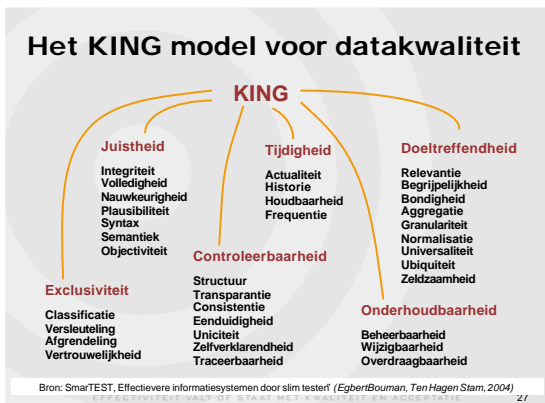 Het KING model voor datakwaliteit
KING
Juistheid
Integriteit
Volledigheid
Nauwkeurigheid
Plausibiliteit
Syntax
Semantiek
Objectiviteit
Tijdigheid
Actualiteit
Historie
Houdbaarheid
Frequentie
Doeltreffendheid
Relevantie
Begrijpelijkheid
Bondigheid
Aggregatie
Granulariteit
Normalisatie
Universaliteit
Ubiquiteit
Zeldzaamheid
Controleerbaarheid
Structuur
Transparantie
Consistentie
Eenduidigheid
Uniciteit
Zelfverklarendheid
Traceerbaarheid
Exclusiviteit
Classificatie
Versleuteling
Afgrendeling
Vertrouwelijkheid
Onderhoudbaarheid
Beheerbaarheid
Wijzigbaarheid
Overdraagbaarheid
Bron: SmarTEST, Effectievere informatiesystemen door slim testen' (EgbertBouman, Ten Hagen Stam, 2004)
EFFECTIVITEIT VALT OF STAAT MET KWALITEIT EN ACCEPTATIE
27